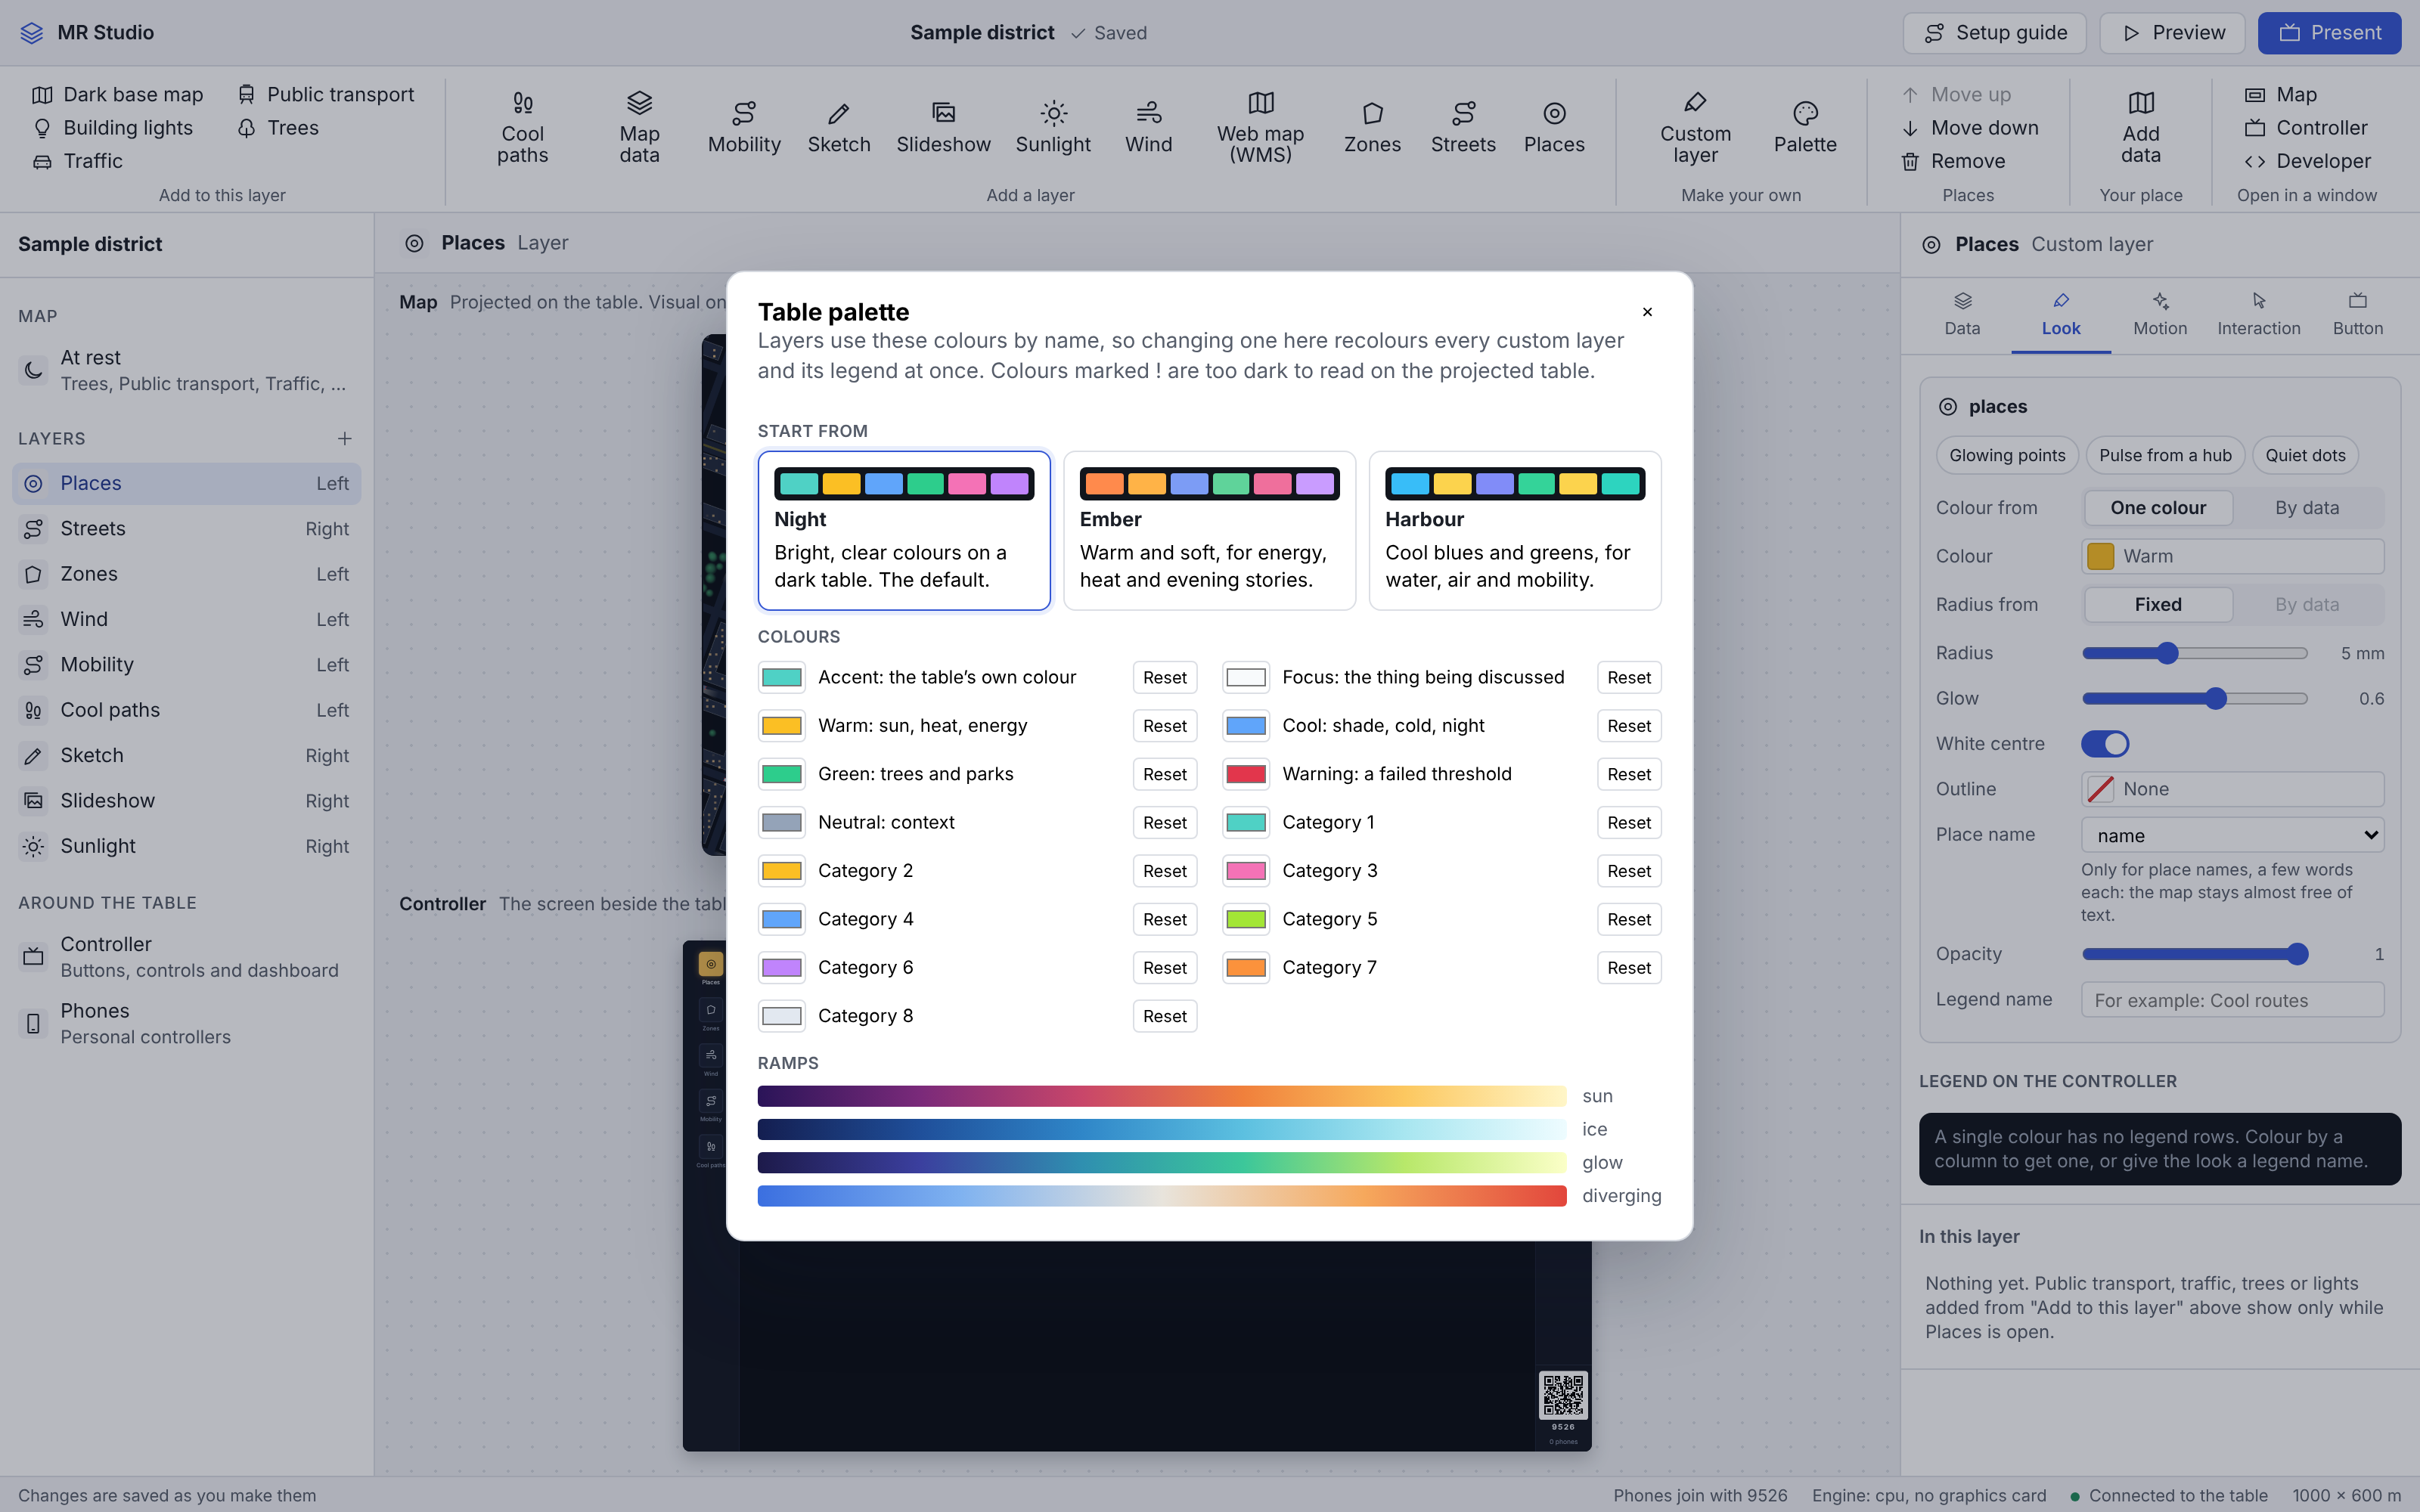 MR Studio
Sample district
Saved
Setup guide
Preview
Present
Dark base map
Public transport
Building lights
Trees
Traffic
Add to this layer
Cool
paths
Map
data
Mobility
Sketch
Slideshow
Sunlight
Wind
Web map
(WMS)
Zones
Streets
Places
Add a layer
Custom
layer
Palette
Make your own
Move up
Move down
Remove
Places
Add
data
Your place
Map
Controller
Developer
Open in a window
Sample district
MAP
At rest
Trees, Public transport, Traffic, ...
LAYERS
Places Left
Streets Right
Zones Left
Wind Left
Mobility Left
Cool paths Left
Sketch Right
Slideshow Right
Sunlight Right
AROUND THE TABLE
Controller
Buttons, controls and dashboard
Phones
Personal controllers
Places Layer
Map Projected on the table. Visual on
Controller The screen beside the tabl
Places
Zones
Wind
Mobility
Cool paths
9526
0 phones
Table palette
Layers use these colours by name, so changing one here recolours every custom layer
and its legend at once. Colours marked ! are too dark to read on the projected table.
START FROM
Night
Bright, clear colours on a
dark table. The default.
Ember
Warm and soft, for energy,
heat and evening stories.
Harbour
Cool blues and greens, for
water, air and mobility.
COLOURS
Accent: the table’s own colour Reset
Focus: the thing being discussed Reset
Warm: sun, heat, energy Reset
Cool: shade, cold, night Reset
Green: trees and parks Reset
Warning: a failed threshold Reset
Neutral: context Reset
Category 1 Reset
Category 2 Reset
Category 3 Reset
Category 4 Reset
Category 5 Reset
Category 6 Reset
Category 7 Reset
Category 8 Reset
RAMPS
sun
ice
glow
diverging
Places Custom layer
Data
Look
Motion
Interaction
Button
places
Glowing points
Pulse from a hub
Quiet dots
Colour from One colour By data
Colour Warm
Radius from Fixed By data
Radius 5 mm
Glow 0.6
White centre
Outline None
Place name name
Only for place names, a few words
each: the map stays almost free of
text.
Opacity 1
Legend name For example: Cool routes
LEGEND ON THE CONTROLLER
A single colour has no legend rows. Colour by a
column to get one, or give the look a legend name.
In this layer
Nothing yet. Public transport, traffic, trees or lights
added from "Add to this layer" above show only while
Places is open.
Changes are saved as you make them
Phones join with 9526
Engine: cpu, no graphics card
Connected to the table
1000 × 600 m